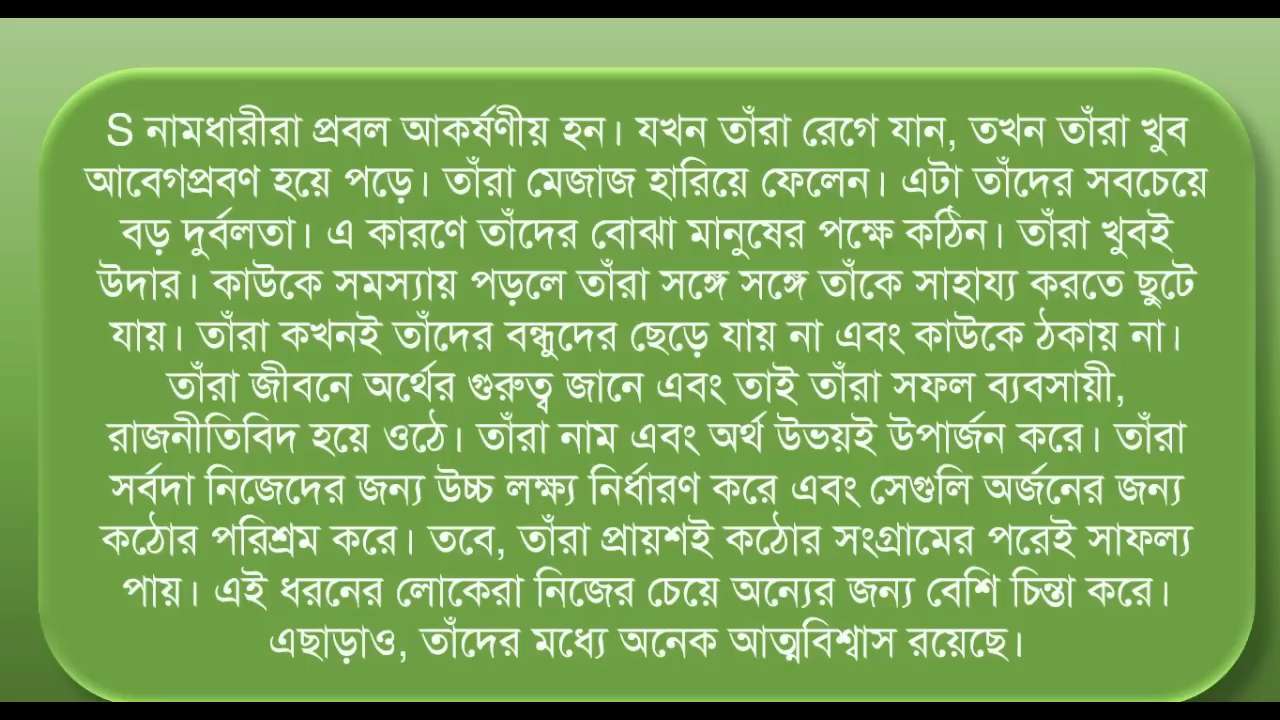 S নামধারীরা প্রবল আকর্ষণীয় হন। যখন তাঁরা রেগে যান, তখন তাঁরা খুব
আবেগপ্রবণ হয়ে পড়ে। তাঁরা মেজাজ হারিয়ে ফেলেন। এটা তাঁদের সবচেয়ে
বড় দুর্বলতা। এ কারণে তাঁদের বোঝা মানুষের পক্ষে কঠিন। তাঁরা খুবই
উদার। কাউকে সমস্যায় পড়লে তাঁরা সঙ্গে সঙ্গে তাঁকে সাহায্য করতে ছুটে
যায়। তাঁরা কখনই তাঁদের বন্ধুদের ছেড়ে যায় না এবং কাউকে ঠকায় না।
তাঁরা জীবনে অর্থের গুরুত্ব জানে এবং তাই তাঁরা সফল ব্যবসায়ী,
রাজনীতিবিদ হয়ে ওঠে। তাঁরা নাম এবং অর্থ উভয়ই উপার্জন করে। তাঁরা
সর্বদা নিজেদের জন্য উচ্চ লক্ষ্য নির্ধারণ করে এবং সেগুলি অর্জনের জন্য
কঠোর পরিশ্রম করে। তবে, তাঁরা প্রায়শই কঠোর সংগ্রামের পরেই সাফল্য
পায়। এই ধরনের লোকেরা নিজের চেয়ে অন্যের জন্য বেশি চিন্তা করে।
এছাড়াও, তাঁদের মধ্যে অনেক আত্মবিশ্বাস রয়েছে।